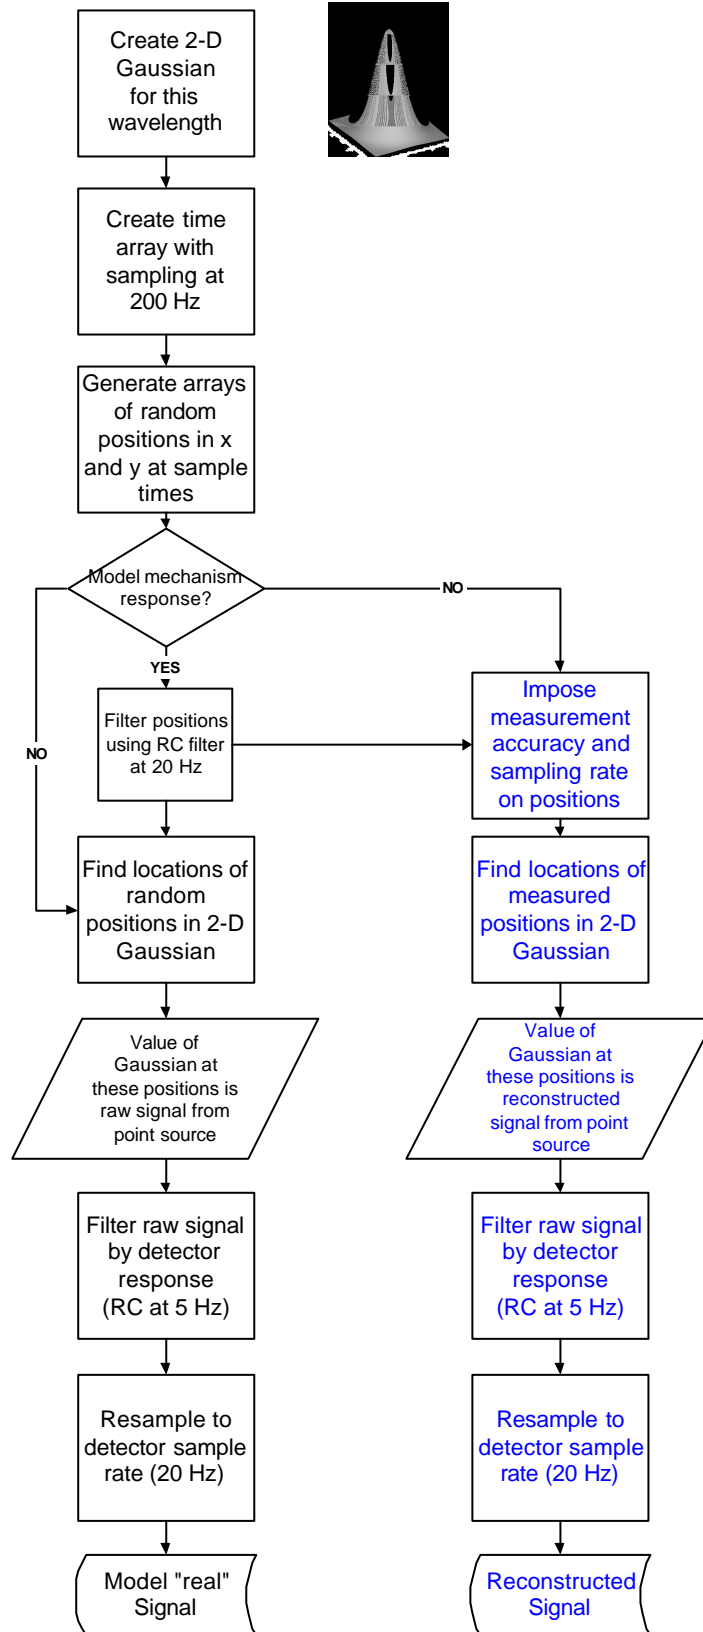 Create 2-D
Gaussian
for this
wavelength
Create time
array with
sampling at
200 Hz
Generate arrays
of random
positions in x
and y at sample
times
Model mechanism
response?
NO
YES
NO
Filter positions
using RC filter
at 20 Hz
Impose
measurement
accuracy and
sampling rate
on positions
Find locations of
random
positions in 2-D
Gaussian
Find locations of
measured
positions in 2-D
Gaussian
Value of
Gaussian at
these positions is
raw signal from
point source
Value of
Gaussian at
these positions is
reconstructed
signal from point
source
Filter raw signal
by detector
response
(RC at 5 Hz)
Filter raw signal
by detector
response
(RC at 5 Hz)
Resample to
detector sample
rate (20 Hz)
Resample to
detector sample
rate (20 Hz)
Model "real"
Signal
Reconstructed
Signal